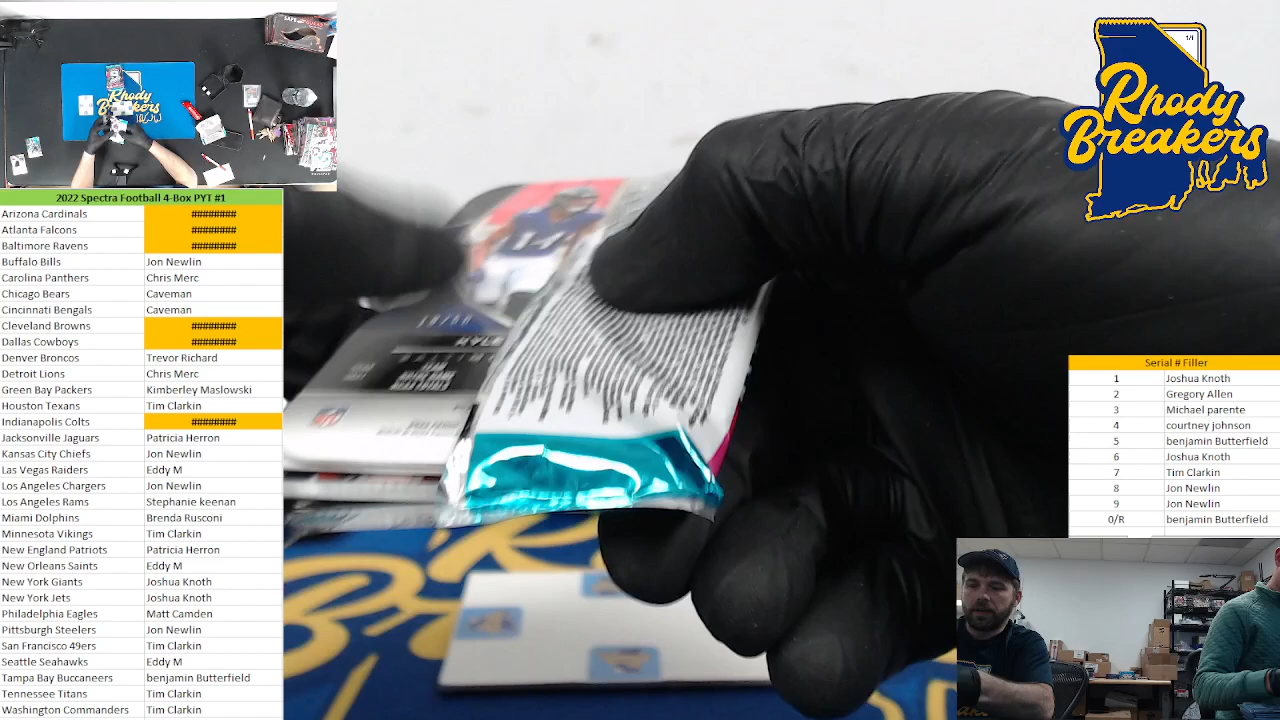 Rhody
Breakers
1/1
Rhody
Breakers
2022 Spectra Football 4-Box PYT #1
Arizona Cardinals ########
Atlanta Falcons ########
Baltimore Ravens ########
Buffalo Bills Jon Newlin
Carolina Panthers Chris Merc
Chicago Bears Caveman
Cincinnati Bengals Caveman
Cleveland Browns ########
Dallas Cowboys ########
Denver Broncos Trevor Richard
Detroit Lions Chris Merc
Green Bay Packers Kimberley Maslowski
Houston Texans Tim Clarkin
Indianapolis Colts ########
Jacksonville Jaguars Patricia Herron
Kansas City Chiefs Jon Newlin
Las Vegas Raiders Eddy M
Los Angeles Chargers Jon Newlin
Los Angeles Rams Stephanie keenan
Miami Dolphins Brenda Rusconi
Minnesota Vikings Tim Clarkin
New England Patriots Patricia Herron
New Orleans Saints Eddy M
New York Giants Joshua Knoth
New York Jets Joshua Knoth
Philadelphia Eagles Matt Camden
Pittsburgh Steelers Jon Newlin
San Francisco 49ers Tim Clarkin
Seattle Seahawks Eddy M
Tampa Bay Buccaneers benjamin Butterfield
Tennessee Titans Tim Clarkin
Washington Commanders Tim Clarkin
KYLE
NFL
Serial # Filler
1 Joshua Knoth
2 Gregory Allen
3 Michael parente
4 courtney johnson
5 benjamin Butterfield
6 Joshua Knoth
7 Tim Clarkin
8 Jon Newlin
9 Jon Newlin
0/R benjamin Butterfield